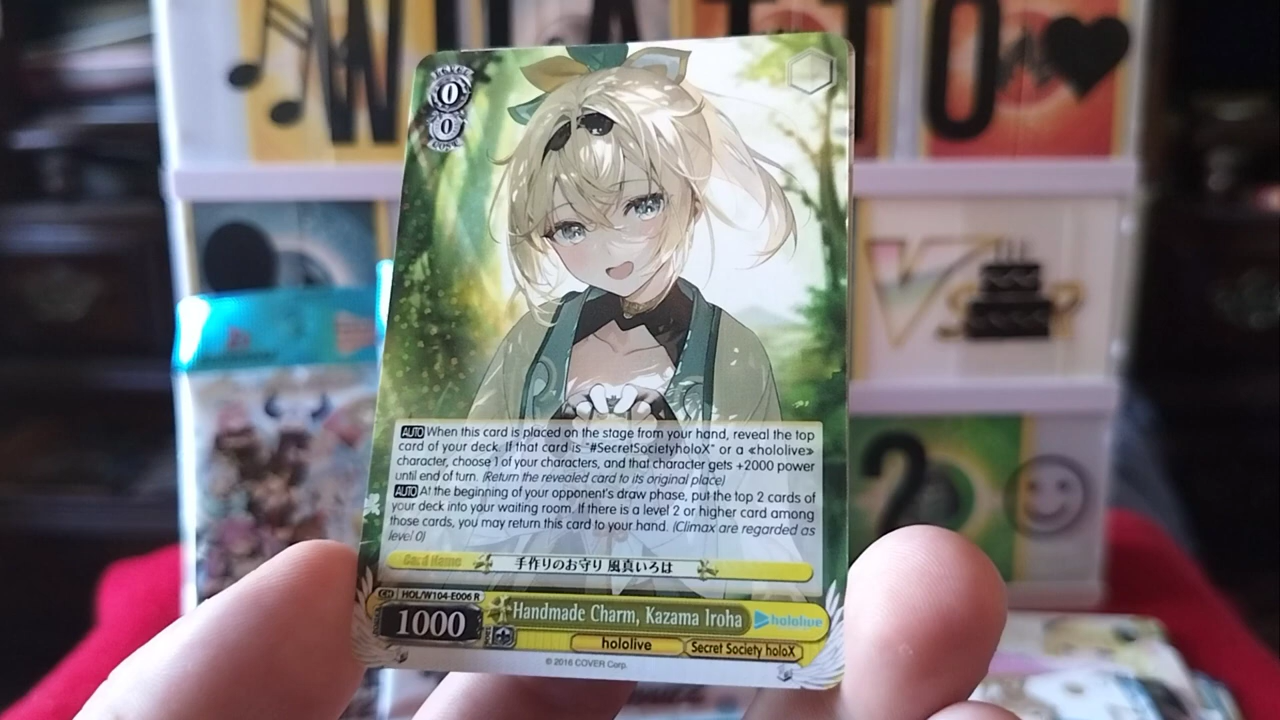 W
TT
O
LEVEL
0
0
COST
V
AUTO When this card is placed on the stage from your hand, reveal the top
card of your deck. If that card is "#SecretSocietyholoX" or a «hololive»
character, choose 1 of your characters, and that character gets +2000 power
until end of turn. (Return the revealed card to its original place)
AUTO At the beginning of your opponent's draw phase, put the top 2 cards of
your deck into your waiting room. If there is a level 2 or higher card among
those cards, you may return this card to your hand. (Climax are regarded as
level 0)
?
Card Name 手作りのお守り 風真いろは
CH HOL/W104-E006 R
1000 Handmade Charm, Kazama Iroha hololive
hololive Secret Society holoX
© 2016 COVER Corp.